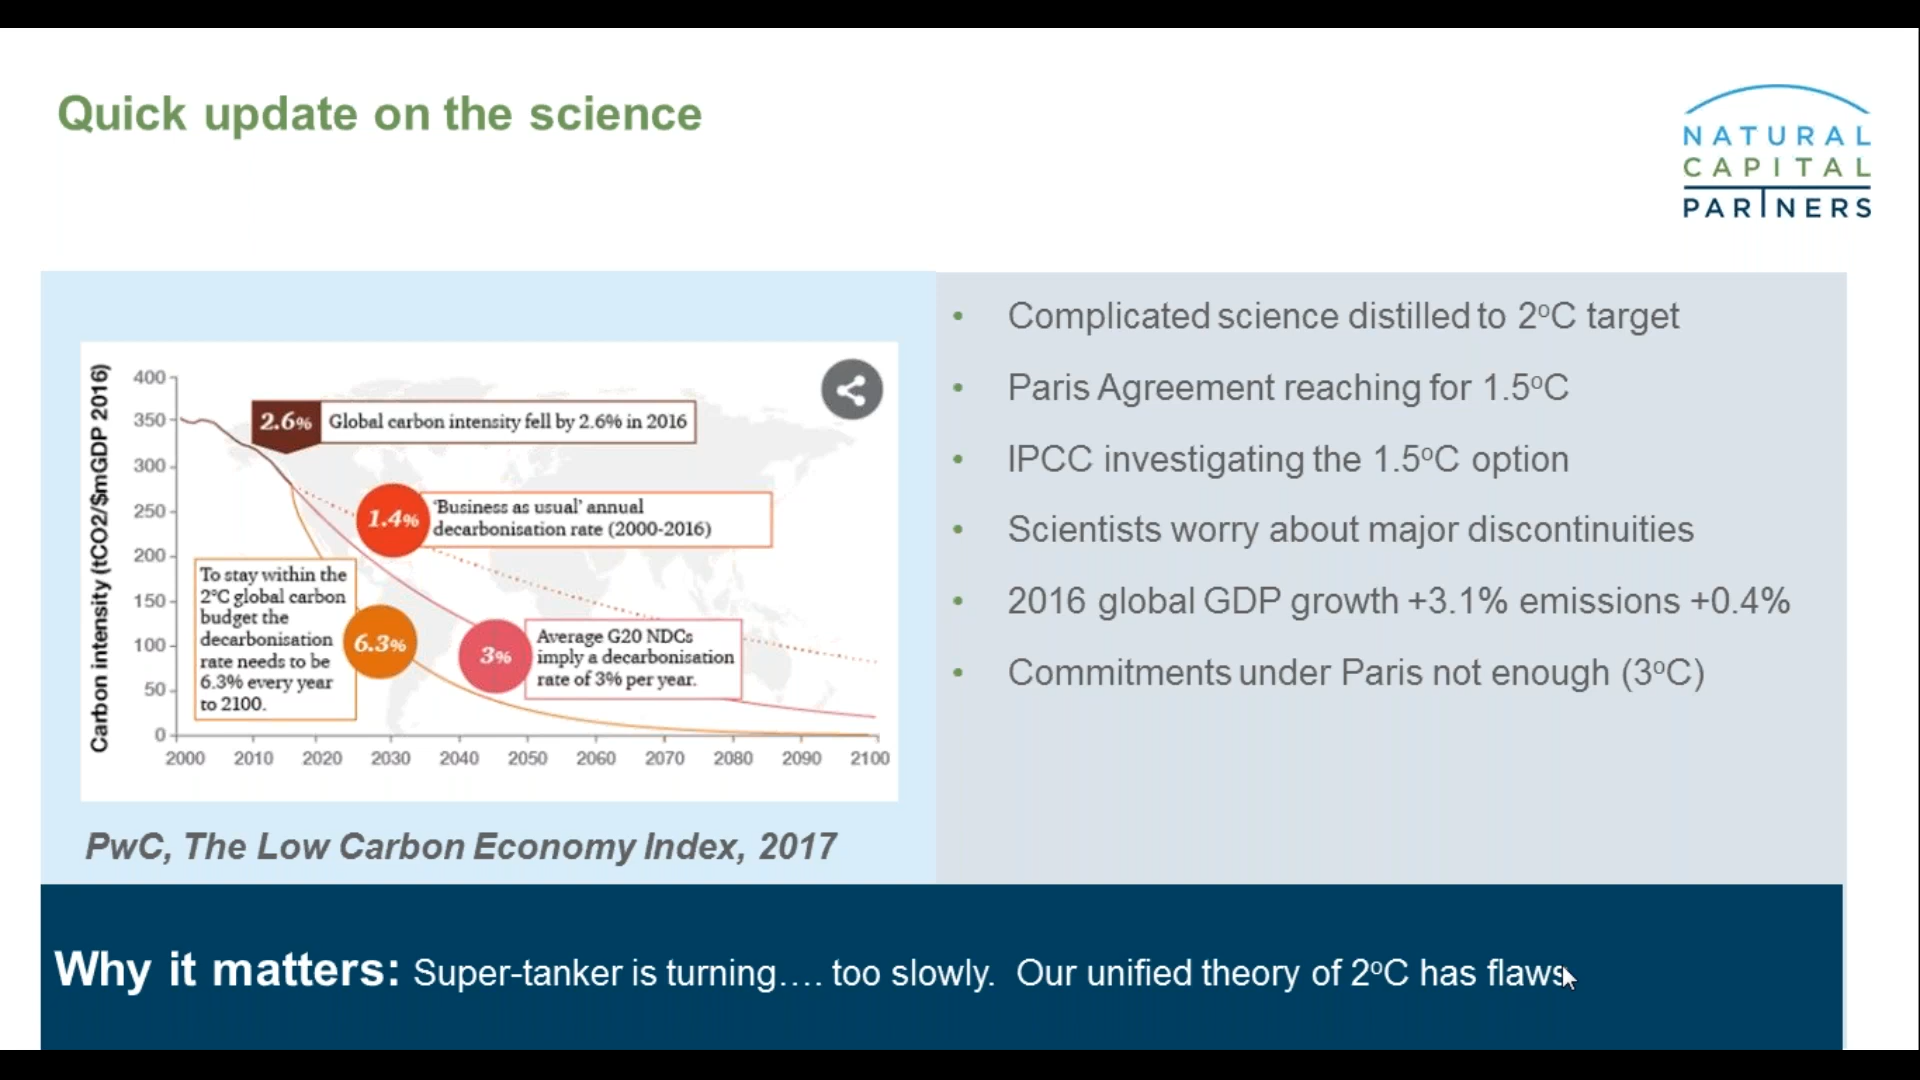 Quick update on the science
NATURAL
CAPITAL
PARTNERS
Carbon intensity (tCO2/$mGDP 2016)
400
350
300
250
200
150
100
50
0
2000 2010 2020 2030 2040 2050 2060 2070 2080 2090 2100
2.6% Global carbon intensity fell by 2.6% in 2016
1.4%
'Business as usual' annual
decarbonisation rate (2000-2016)
To stay within the
2°C global carbon
budget the
decarbonisation
rate needs to be
6.3% every year
to 2100.
6.3%
3%
Average G20 NDCs
imply a decarbonisation
rate of 3% per year.
PwC, The Low Carbon Economy Index, 2017
• Complicated science distilled to 2ºC target
• Paris Agreement reaching for 1.5ºC
• IPCC investigating the 1.5ºC option
• Scientists worry about major discontinuities
• 2016 global GDP growth +3.1% emissions +0.4%
• Commitments under Paris not enough (3ºC)
Why it matters: Super-tanker is turning…. too slowly. Our unified theory of 2ºC has flaws